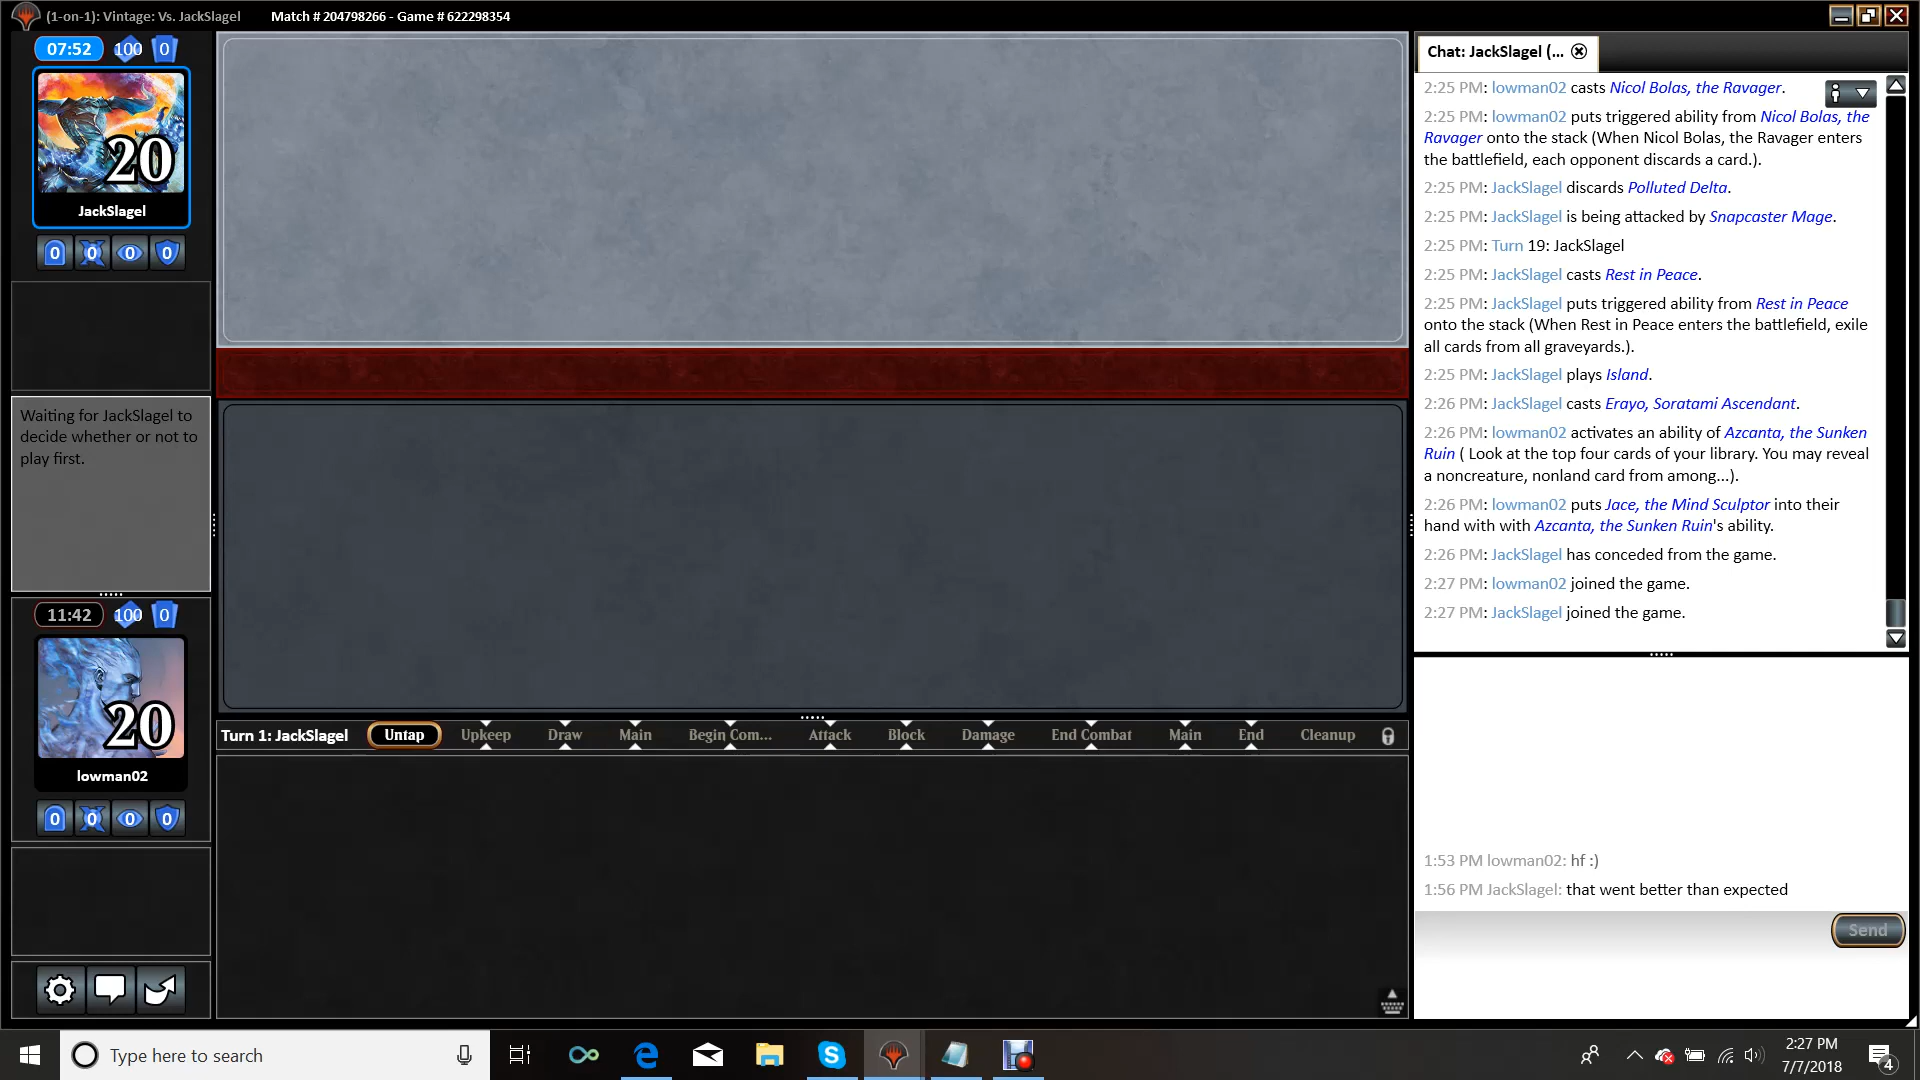 (1-on-1): Vintage: Vs. JackSlagel
Match # 204798266 - Game # 622298354
07:52
100
0
20
JackSlagel
0 0 0 0
Waiting for JackSlagel to
decide whether or not to
play first.
11:42
100
0
20
lowman02
0 0 0 0
Turn 1: JackSlagel
Untap
Upkeep
Draw
Main
Begin Com...
Attack
Block
Damage
End Combat
Main
End
Cleanup
Chat: JackSlagel (...
2:25 PM: lowman02 casts Nicol Bolas, the Ravager.
2:25 PM: lowman02 puts triggered ability from Nicol Bolas, the
Ravager onto the stack (When Nicol Bolas, the Ravager enters
the battlefield, each opponent discards a card.).
2:25 PM: JackSlagel discards Polluted Delta.
2:25 PM: JackSlagel is being attacked by Snapcaster Mage.
2:25 PM: Turn 19: JackSlagel
2:25 PM: JackSlagel casts Rest in Peace.
2:25 PM: JackSlagel puts triggered ability from Rest in Peace
onto the stack (When Rest in Peace enters the battlefield, exile
all cards from all graveyards.).
2:25 PM: JackSlagel plays Island.
2:26 PM: JackSlagel casts Erayo, Soratami Ascendant.
2:26 PM: lowman02 activates an ability of Azcanta, the Sunken
Ruin ( Look at the top four cards of your library. You may reveal
a noncreature, nonland card from among...).
2:26 PM: lowman02 puts Jace, the Mind Sculptor into their
hand with with Azcanta, the Sunken Ruin's ability.
2:26 PM: JackSlagel has conceded from the game.
2:27 PM: lowman02 joined the game.
2:27 PM: JackSlagel joined the game.
1:53 PM lowman02: hf :)
1:56 PM JackSlagel: that went better than expected
Send
Type here to search
2:27 PM
7/7/2018
4